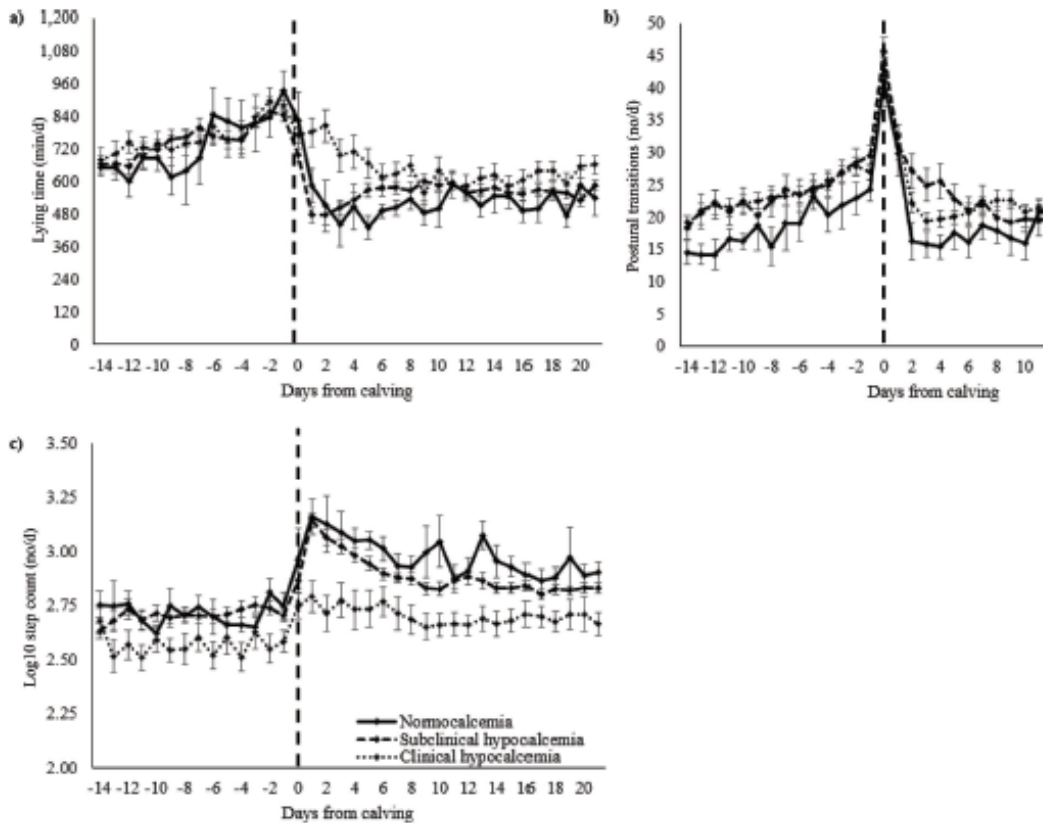 a)
1,200
1,080
960
840
720
600
480
360
240
120
0
Lying time (min/d)
-14 -12 -10 -8 -6 -4 -2 0 2 4 6 8 10 12 14 16 18 20
Days from calving
b)
50
45
40
35
30
25
20
15
10
5
0
Postural transitions (no/d)
-14 -12 -10 -8 -6 -4 -2 0 2 4 6 8 10
Days from calving
c)
3.50
3.25
3.00
2.75
2.50
2.25
2.00
Log10 step count (no/d)
Normocalcemia
Subclinical hypocalcemia
Clinical hypocalcemia
-14 -12 -10 -8 -6 -4 -2 0 2 4 6 8 10 12 14 16 18 20
Days from calving